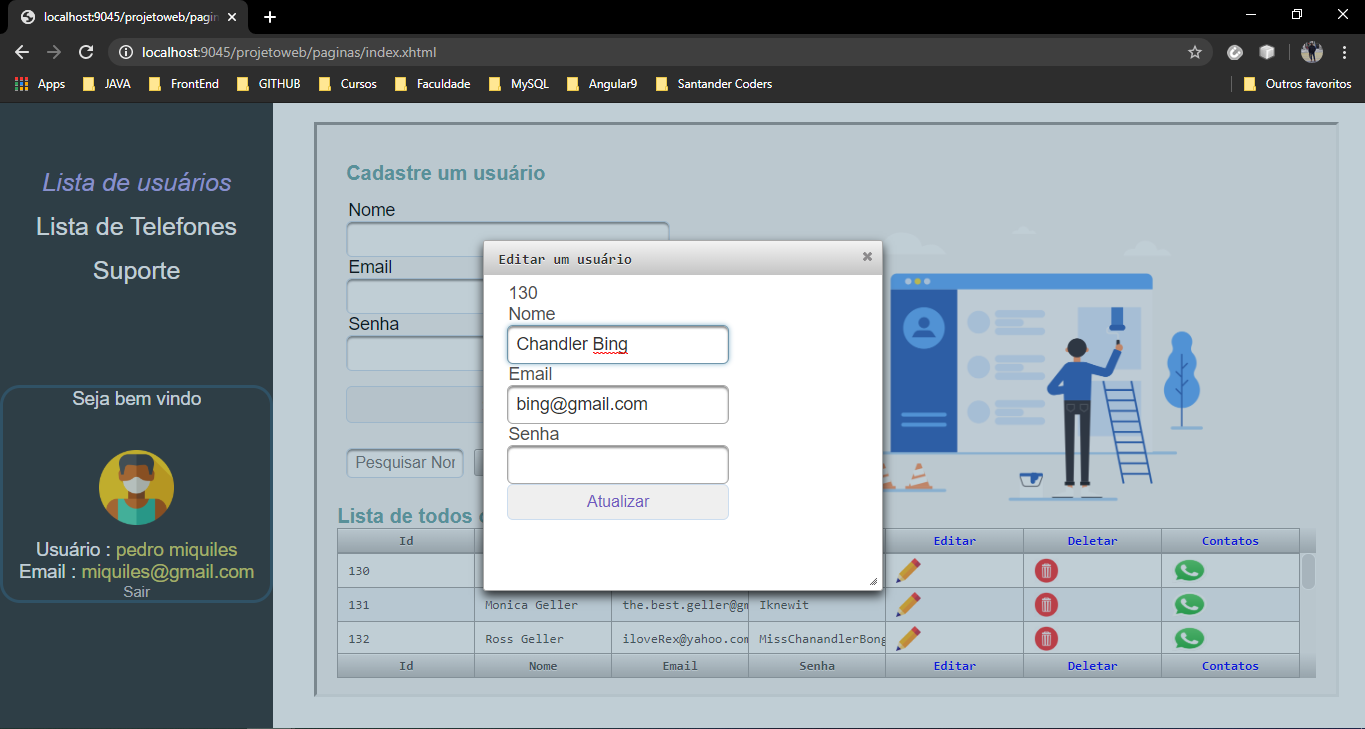 localhost:9045/projetoweb/pagin
localhost:9045/projetoweb/paginas/index.xhtml
Apps JAVA FrontEnd GITHUB Cursos Faculdade MySQL Angular9 Santander Coders Outros favoritos
Lista de usuários
Lista de Telefones
Suporte
Seja bem vindo
Usuário : pedro miquiles
Email : miquiles@gmail.com
Sair
Cadastre um usuário
Nome
Email
Senha
Pesquisar Nor
Lista de todos
Editar um usuário
130
Nome
Chandler Bing
Email
bing@gmail.com
Senha
Atualizar
Id Editar Deletar Contatos
130
131 Monica Geller the.best.geller@gm Iknewit
132 Ross Geller iloveRex@yahoo.com MissChanandlerBong
Id Nome Email Senha Editar Deletar Contatos